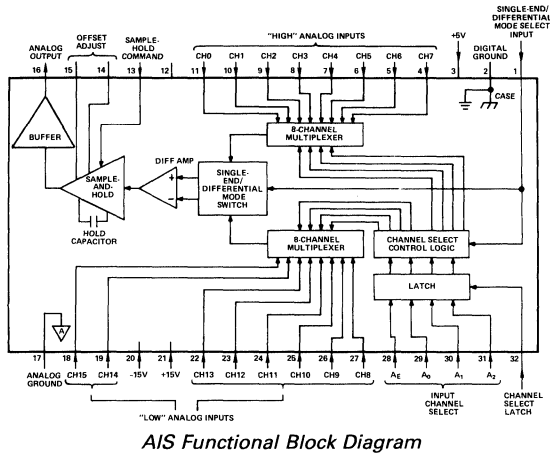 SINGLE-END/
DIFFERENTIAL
MODE SELECT
INPUT
ANALOG
OUTPUT
OFFSET
ADJUST
SAMPLE-
HOLD
COMMAND
"HIGH" ANALOG INPUTS
+5V
DIGITAL
GROUND
CH0 CH1 CH2 CH3 CH4 CH5 CH6 CH7
16 15 14 13 12 11 10 9 8 7 6 5 4 3 2 1
CASE
BUFFER
8-CHANNEL
MULTIPLEXER
DIFF AMP
SAMPLE-
AND-
HOLD
+
−
SINGLE-
END/
DIFFERENTIAL
MODE
SWITCH
HOLD
CAPACITOR
8-CHANNEL
MULTIPLEXER
CHANNEL SELECT
CONTROL LOGIC
LATCH
A
17 18 19 20 21 22 23 24 25 26 27 28 29 30 31 32
ANALOG
GROUND
CH15 CH14 -15V +15V CH13 CH12 CH11 CH10 CH9 CH8 AE A0 A1 A2
CHANNEL
SELECT
LATCH
INPUT
CHANNEL
SELECT
"LOW" ANALOG INPUTS
AIS Functional Block Diagram